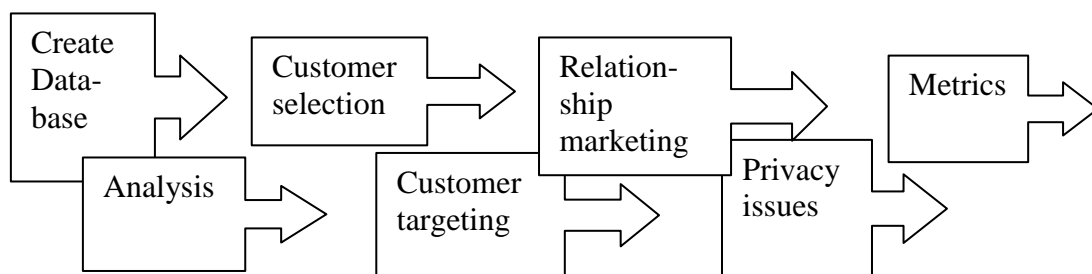 Create
Data-
base
Analysis
Customer
selection
Customer
targeting
Relation-
ship
marketing
Privacy
issues
Metrics